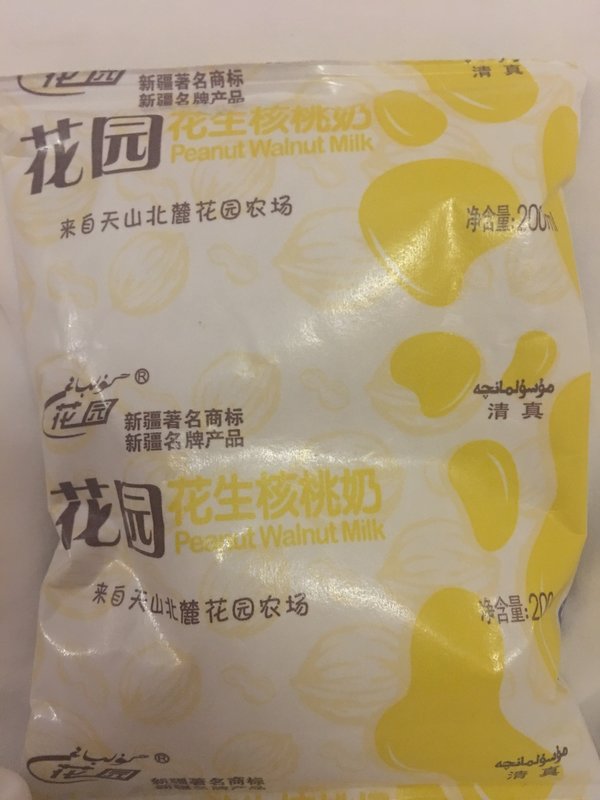 花园
新疆著名商标
新疆名牌产品
清真
花园
花生核桃奶
Peanut Walnut Milk
来自天山北麓花园农场
净含量:200ml
®
مۇسۇلمانچە
花园
新疆著名商标
清真
新疆名牌产品
花园
花生核桃奶
Peanut Walnut Milk
来自天山北麓花园农场
净含量:200
®
مۇسۇلمانچە
花园
新疆著名商标
清真